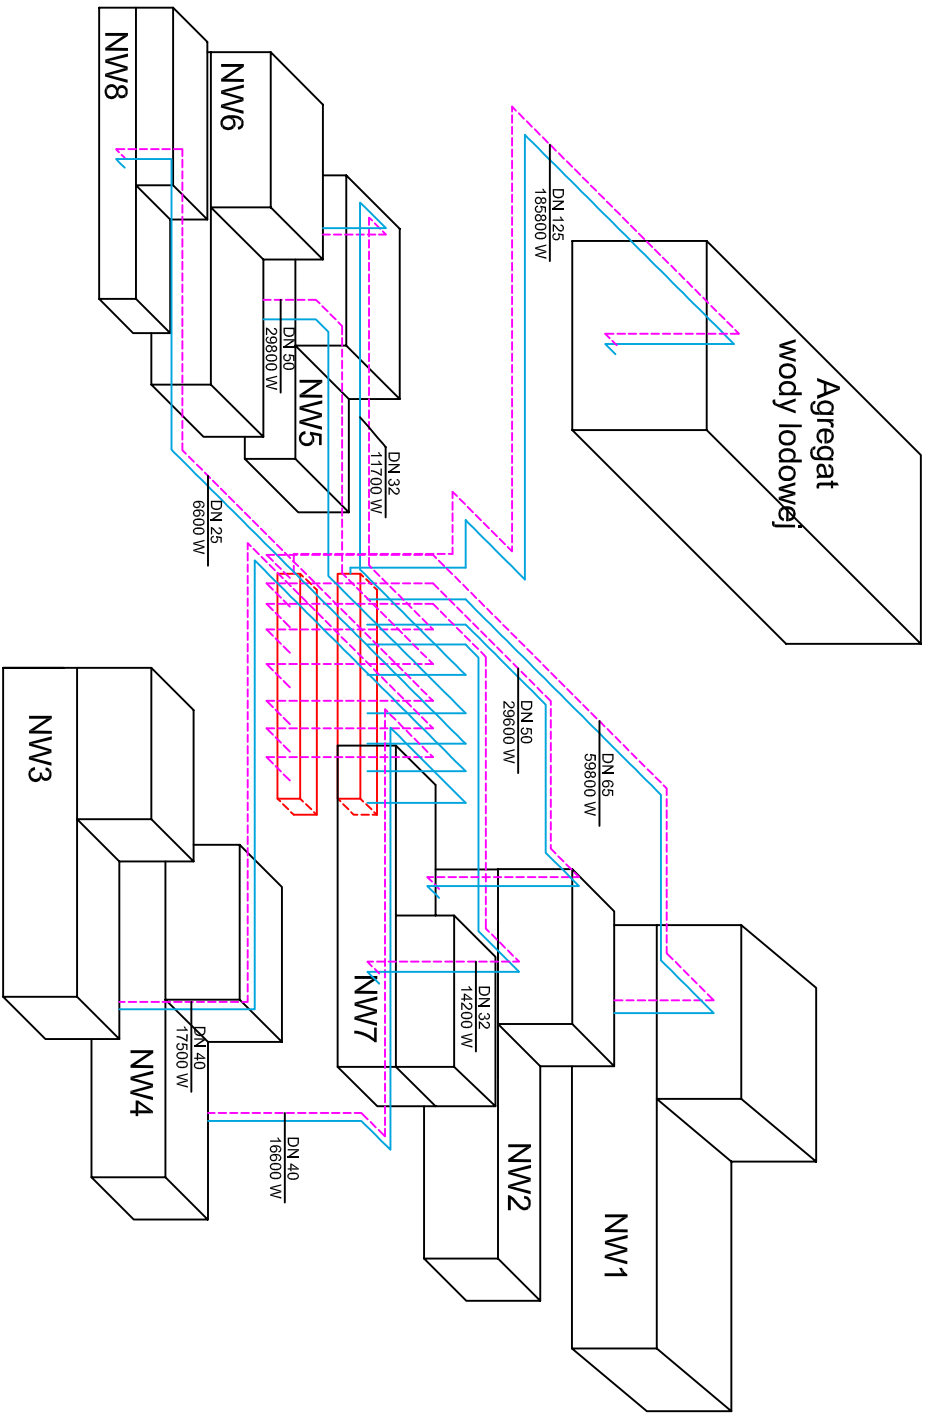 Agregat
wody lodowej
DN 125
185800 W
NW8
NW6
NW5
DN 50
29800 W
DN 32
11700 W
DN 25
6600 W
DN 50
29600 W
DN 65
59800 W
NW3
NW4
NW7
DN 32
14200 W
DN 40
17500 W
DN 40
16600 W
NW2
NW1